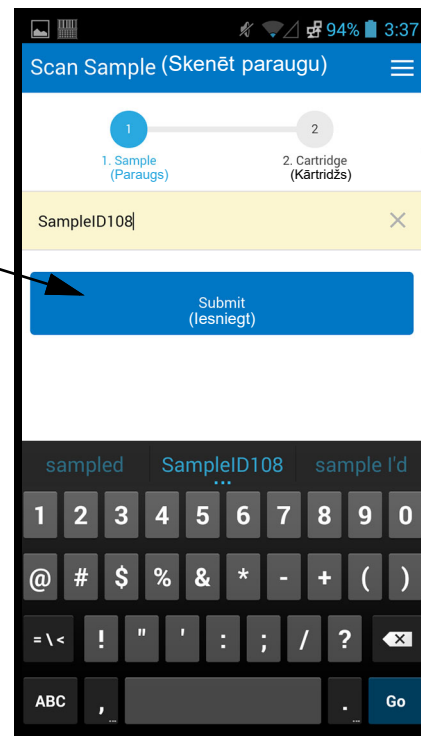 94% 3:37
Scan Sample (Skenēt paraugu)
1 2
1. Sample 2. Cartridge
(Paraugs) (Kārtridžs)
SampleID108
Submit
(Iesniegt)
sampled SampleID108 sample I'd
1 2 3 4 5 6 7 8 9 0
@ # $ % & * - + ( )
= \ < ! " ' : ; / ?
ABC , . Go